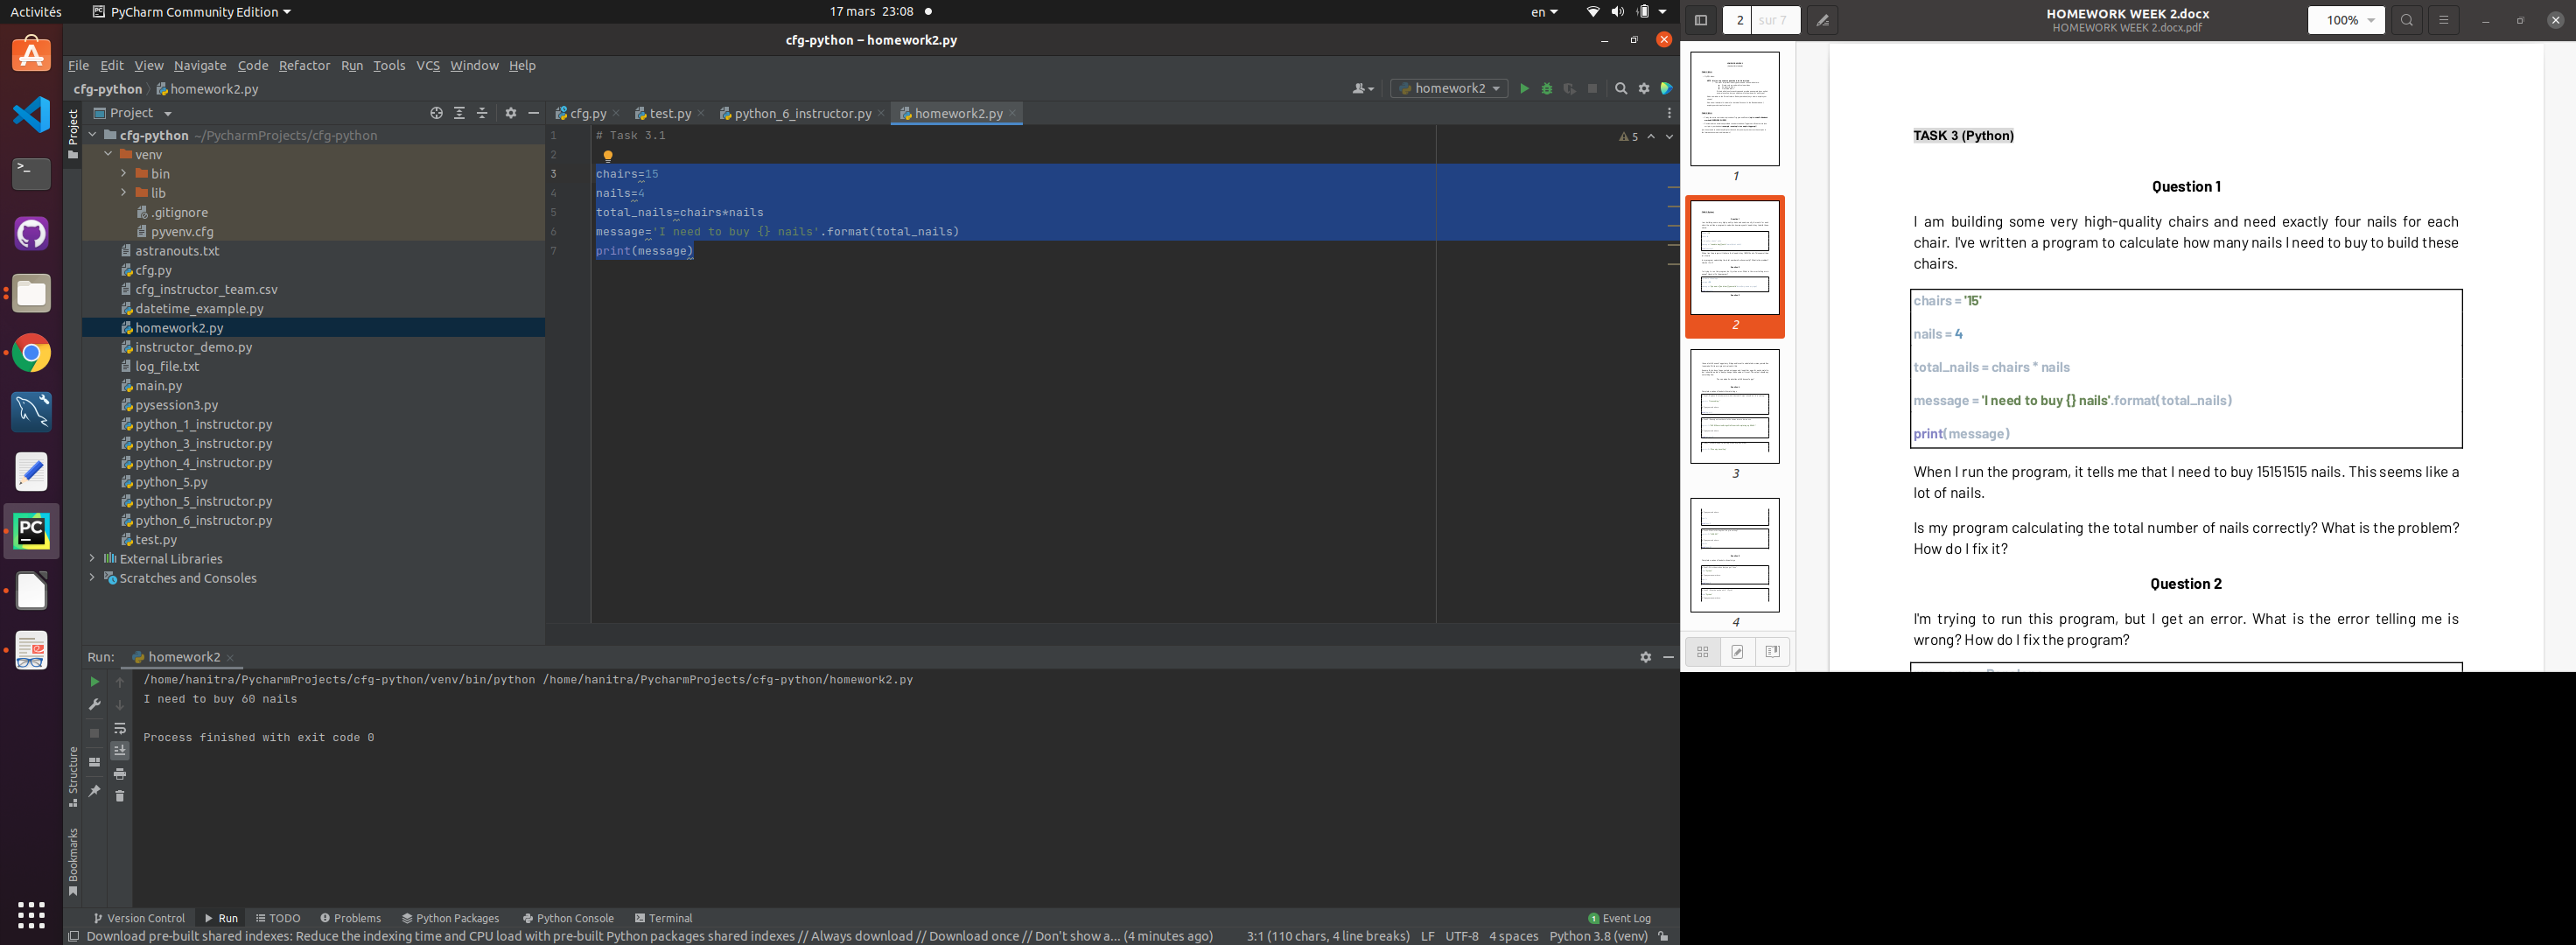 Activités
PyCharm Community Edition
17 mars 23:08
en
cfg-python – homework2.py
File Edit View Navigate Code Refactor Run Tools VCS Window Help
cfg-python
homework2.py
homework2
Project
Project
cfg.py
test.py
python_6_instructor.py
homework2.py
cfg-python ~/PycharmProjects/cfg-python
venv
bin
lib
.gitignore
pyvenv.cfg
astranouts.txt
cfg.py
cfg_instructor_team.csv
datetime_example.py
homework2.py
instructor_demo.py
log_file.txt
main.py
pysession3.py
python_1_instructor.py
python_3_instructor.py
python_4_instructor.py
python_5.py
python_5_instructor.py
python_6_instructor.py
test.py
External Libraries
Scratches and Consoles
1 # Task 3.1
2
3 chairs=15
4 nails=4
5 total_nails=chairs*nails
6 message='I need to buy {} nails'.format(total_nails)
7 print(message)
5
Run: homework2
/home/hanitra/PycharmProjects/cfg-python/venv/bin/python /home/hanitra/PycharmProjects/cfg-python/homework2.py
I need to buy 60 nails
Process finished with exit code 0
Structure
Bookmarks
Version Control Run TODO Problems Python Packages Python Console Terminal
1 Event Log
Download pre-built shared indexes: Reduce the indexing time and CPU load with pre-built Python packages shared indexes // Always download // Download once // Don't show a... (4 minutes ago)
3:1 (110 chars, 4 line breaks) LF UTF-8 4 spaces Python 3.8 (venv)
2 sur 7
HOMEWORK WEEK 2.docx
HOMEWORK WEEK 2.docx.pdf
100%
1
2
3
4
TASK 3 (Python)
Question 1
I am building some very high-quality chairs and need exactly four nails for each
chair. I've written a program to calculate how many nails I need to buy to build these
chairs.
chairs = '15'
nails = 4
total_nails = chairs * nails
message = 'I need to buy {} nails'.format(total_nails)
print(message)
When I run the program, it tells me that I need to buy 15151515 nails. This seems like a
lot of nails.
Is my program calculating the total number of nails correctly? What is the problem?
How do I fix it?
Question 2
I'm trying to run this program, but I get an error. What is the error telling me is
wrong? How do I fix the program?